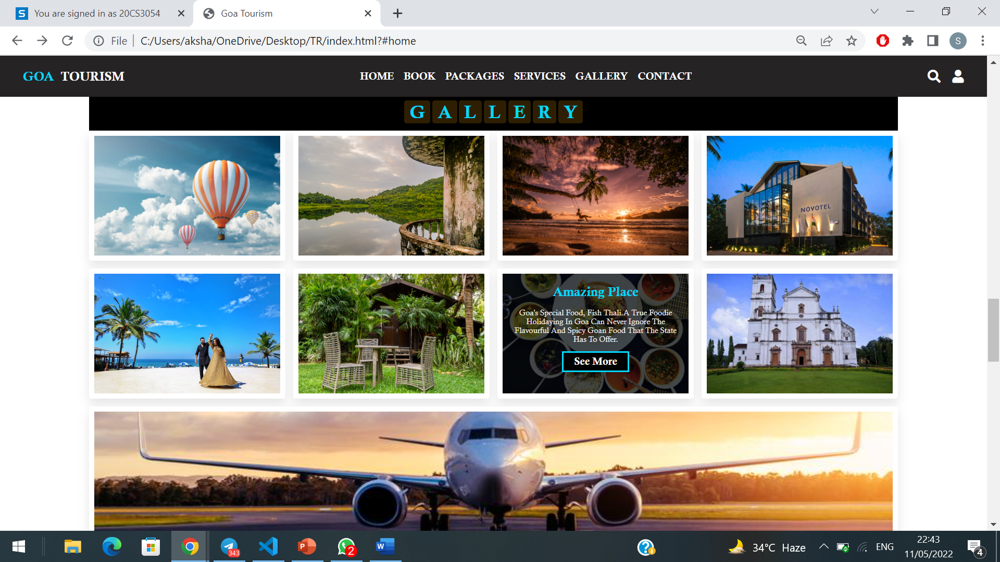 You are signed in as 20CS3054
Goa Tourism
File C:/Users/aksha/OneDrive/Desktop/TR/index.html?#home
S
GOA TOURISM
HOME BOOK PACKAGES SERVICES GALLERY CONTACT
GALLERY
NOVOTEL
Amazing Place
Goa's Special Food, Fish Thali.A True Foodie
Holidaying In Goa Can Never Ignore The
Flavourful And Spicy Goan Food That The State
Has To Offer.
See More
343
2
34°C Haze
ENG
22:43
11/05/2022
4